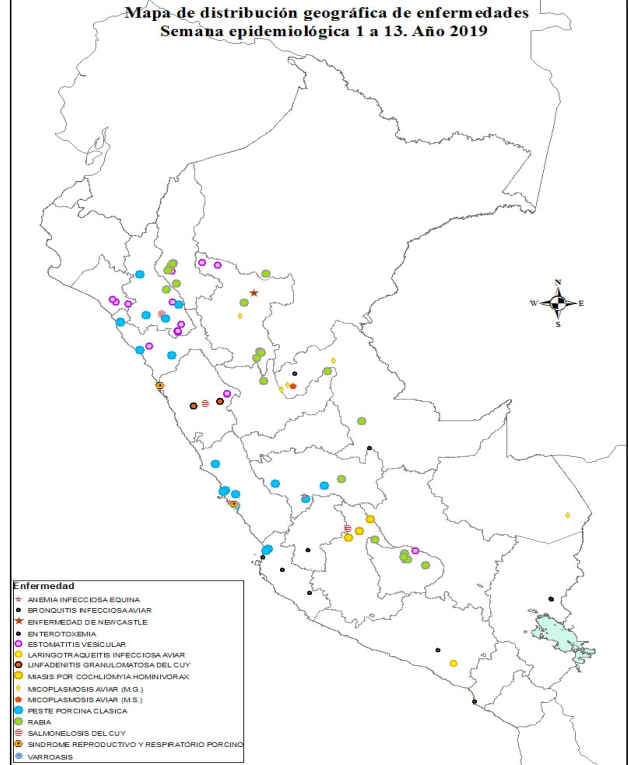 Mapa de distribución geográfica de enfermedades
Semana epidemiológica 1 a 13. Año 2019
N
W E
S
Enfermedad
ANEMIA INFECCIOSA EQUINA
BRONQUITIS INFECCIOSA AVIAR
ENFERMEDAD DE NEWCASTLE
ENTEROTOXEMIA
ESTOMATITIS VESICULAR
LARINGOTRAQUEITIS INFECCIOSA AVIAR
LINFADENITIS GRANULOMATOSA DEL CUY
MIASIS POR COCHLIOMYIA HOMINIVORAX
MICOPLASMOSIS AVIAR (M.G.)
MICOPLASMOSIS AVIAR (M.S.)
PESTE PORCINA CLASICA
RABIA
SALMONELOSIS DEL CUY
SINDROME REPRODUCTIVO Y RESPIRATORIO PORCINO
VARROASIS